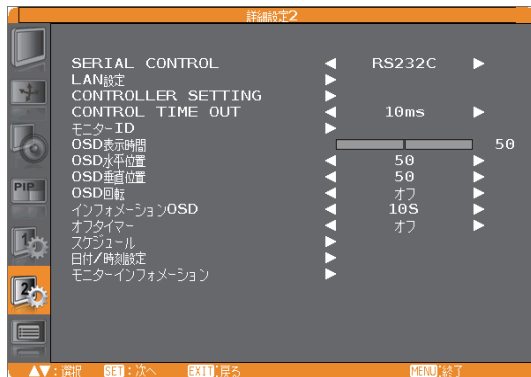 詳細設定2
SERIAL CONTROL ◀ RS232C ▶
LAN設定 ▶
CONTROLLER SETTING ▶
CONTROL TIME OUT ◀ 10ms ▶
モニターID ▶
OSD表示時間 50
OSD水平位置 ◀ 50 ▶
OSD垂直位置 ◀ 50 ▶
OSD回転 ◀ オフ ▶
インフォメーションOSD ◀ 10S ▶
オフタイマー ◀ オフ ▶
スケジュール ▶
日付/時刻設定 ▶
モニターインフォメーション ▶
PIP
1
2
▲▼:選択 SET:次へ EXIT:戻る MENU:終了